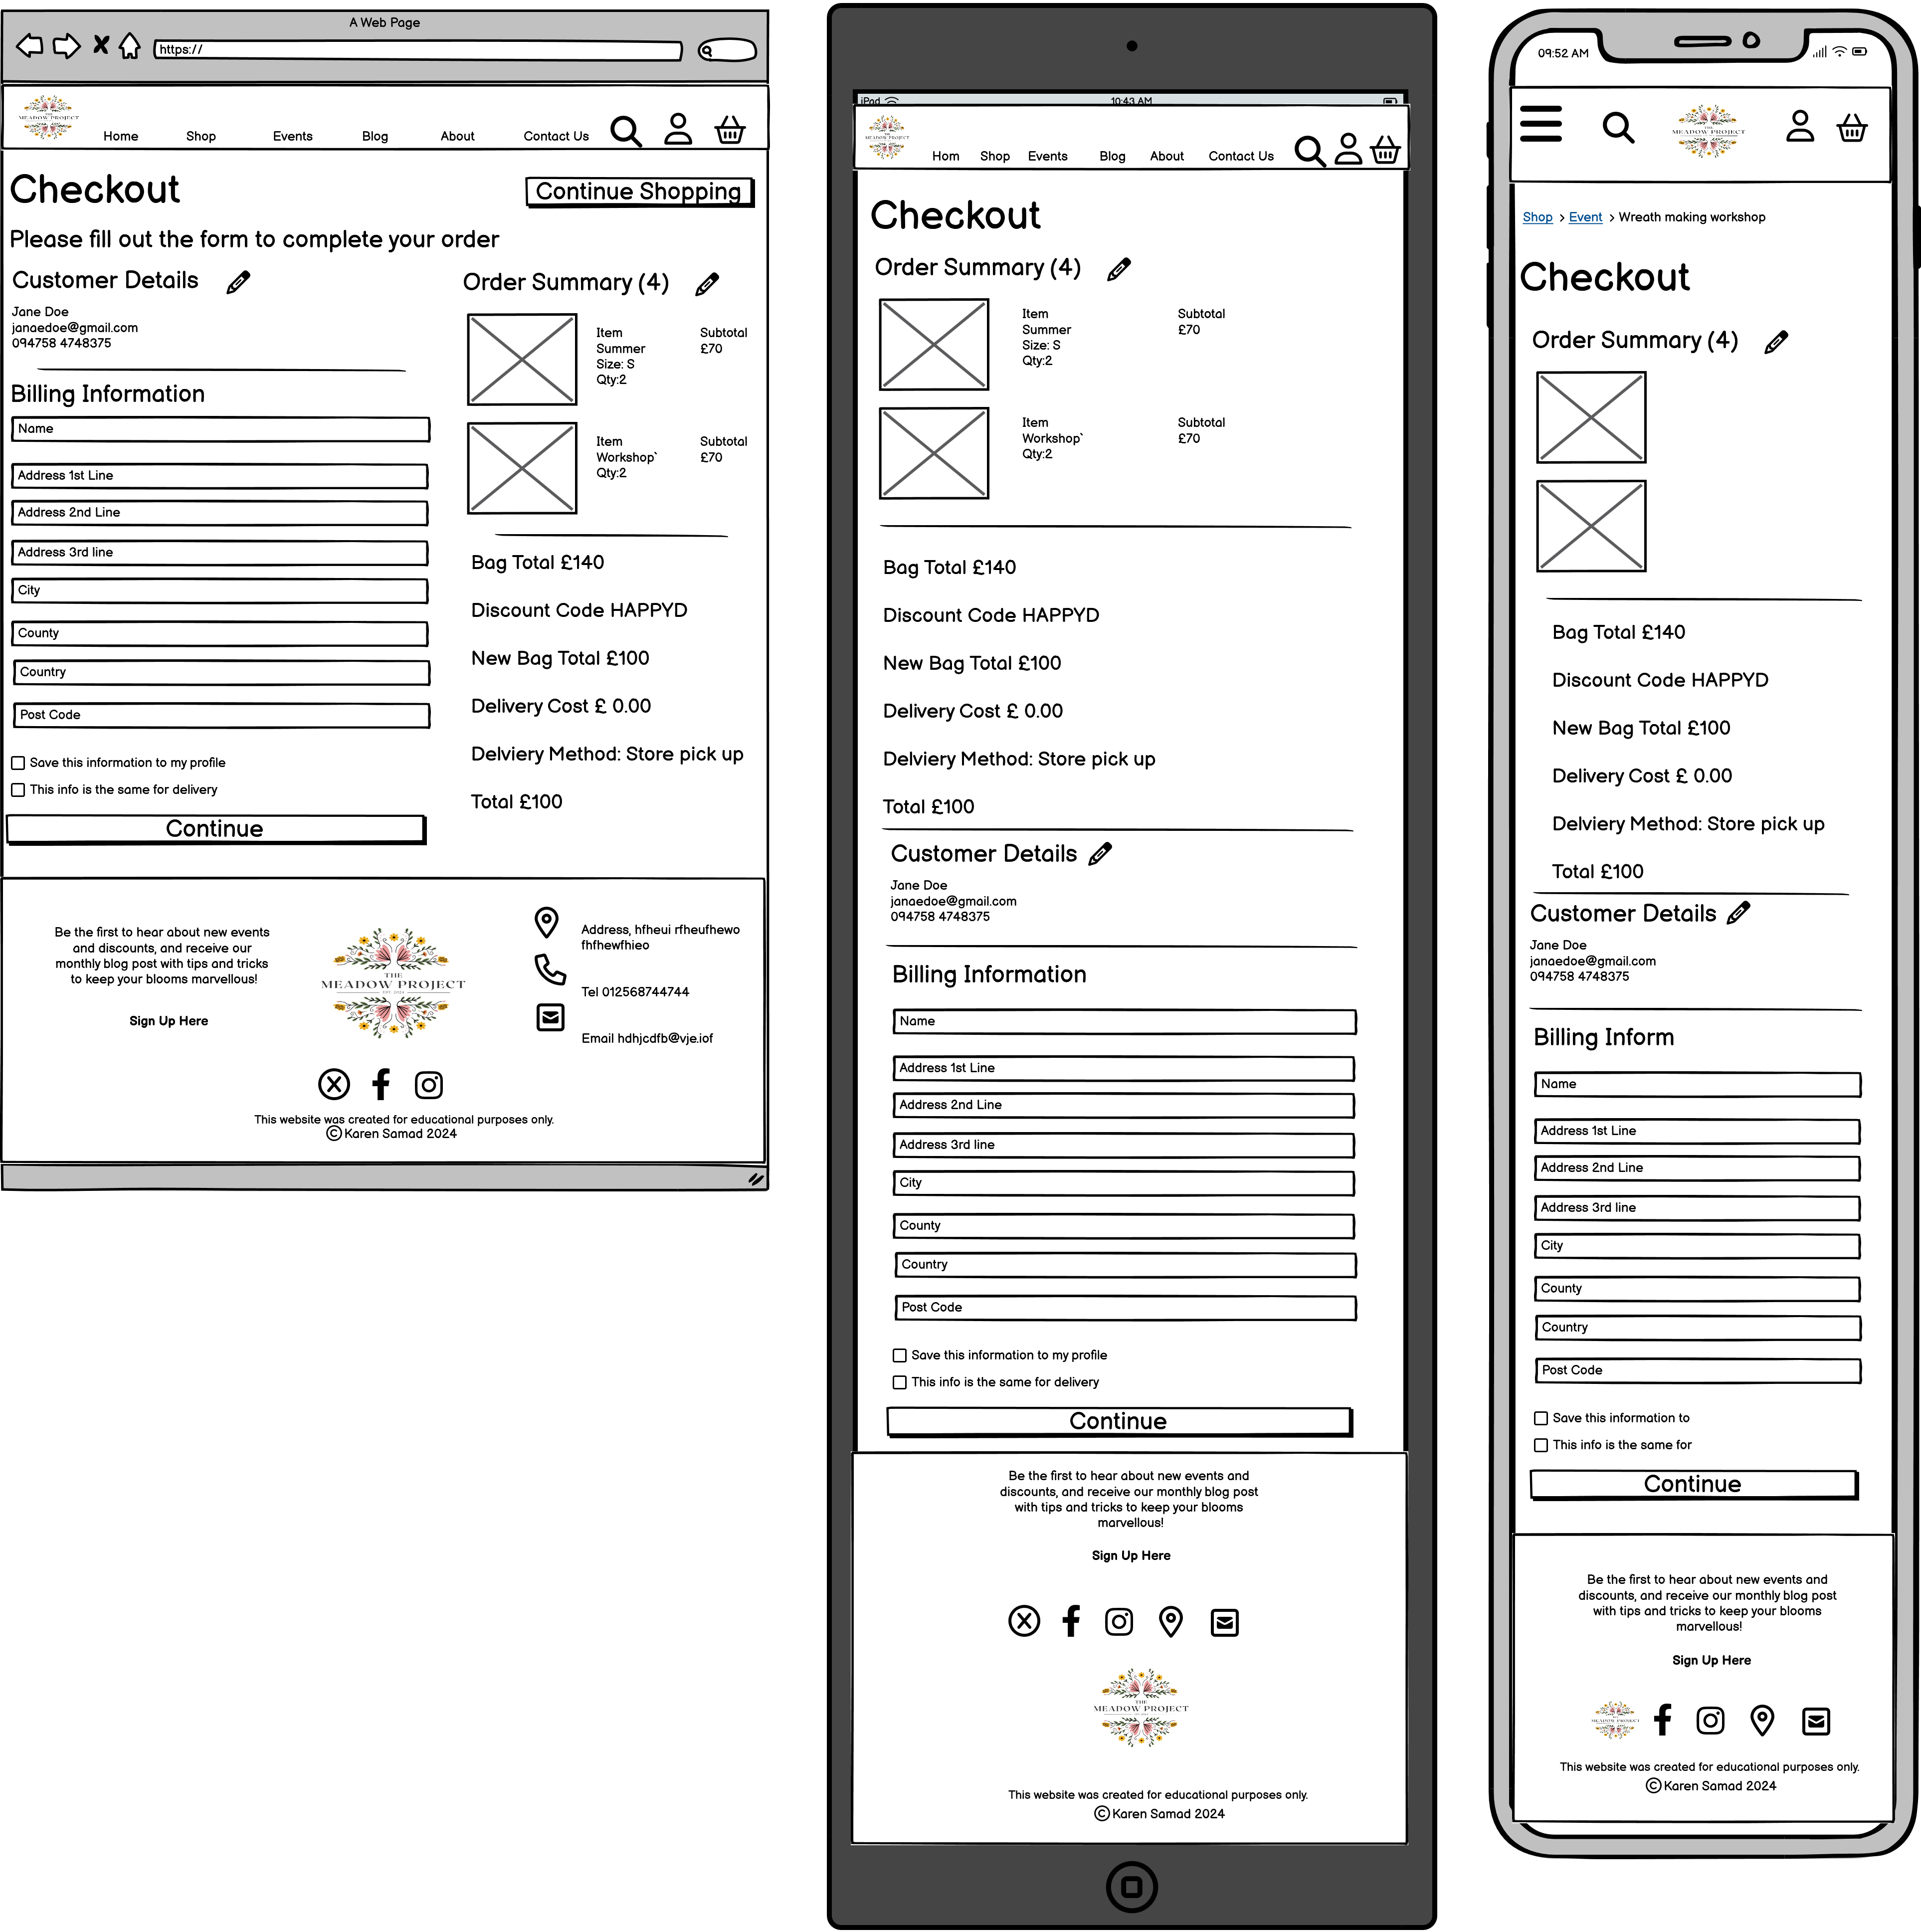 A Web Page
https://
THE
MEADOW PROJECT
Home Shop Events Blog About Contact Us
Checkout
Continue Shopping
Please fill out the form to complete your order
Customer Details
Jane Doe
janaedoe@gmail.com
094758 4748375
Billing Information
Name
Address 1st Line
Address 2nd Line
Address 3rd line
City
County
Country
Post Code
Save this information to my profile
This info is the same for delivery
Continue
Order Summary (4)
Item Subtotal
Summer £70
Size: S
Qty:2
Item Subtotal
Workshop` £70
Qty:2
Bag Total £140
Discount Code HAPPYD
New Bag Total £100
Delivery Cost £ 0.00
Delviery Method: Store pick up
Total £100
Be the first to hear about new events
and discounts, and receive our
monthly blog post with tips and tricks
to keep your blooms marvellous!
Sign Up Here
THE
MEADOW PROJECT
EST. 2024
Address, hfheui rfheufhewo
fhfhewfhieo
Tel 012568744744
Email hdhjcdfb@vje.iof
This website was created for educational purposes only.
© Karen Samad 2024
iPad 10:43 AM
THE
MEADOW PROJECT
Hom Shop Events Blog About Contact Us
Checkout
Order Summary (4)
Item Subtotal
Summer £70
Size: S
Qty:2
Item Subtotal
Workshop` £70
Qty:2
Bag Total £140
Discount Code HAPPYD
New Bag Total £100
Delivery Cost £ 0.00
Delviery Method: Store pick up
Total £100
Customer Details
Jane Doe
janaedoe@gmail.com
094758 4748375
Billing Information
Name
Address 1st Line
Address 2nd Line
Address 3rd line
City
County
Country
Post Code
Save this information to my profile
This info is the same for delivery
Continue
Be the first to hear about new events and
discounts, and receive our monthly blog post
with tips and tricks to keep your blooms
marvellous!
Sign Up Here
THE
MEADOW PROJECT
This website was created for educational purposes only.
© Karen Samad 2024
09:52 AM
THE
MEADOW PROJECT
Shop > Event > Wreath making workshop
Checkout
Order Summary (4)
Bag Total £140
Discount Code HAPPYD
New Bag Total £100
Delivery Cost £ 0.00
Delviery Method: Store pick up
Total £100
Customer Details
Jane Doe
janaedoe@gmail.com
094758 4748375
Billing Inform
Name
Address 1st Line
Address 2nd Line
Address 3rd line
City
County
Country
Post Code
Save this information to
This info is the same for
Continue
Be the first to hear about new events and
discounts, and receive our monthly blog post
with tips and tricks to keep your blooms
marvellous!
Sign Up Here
MEADOW PROJECT
This website was created for educational purposes only.
© Karen Samad 2024